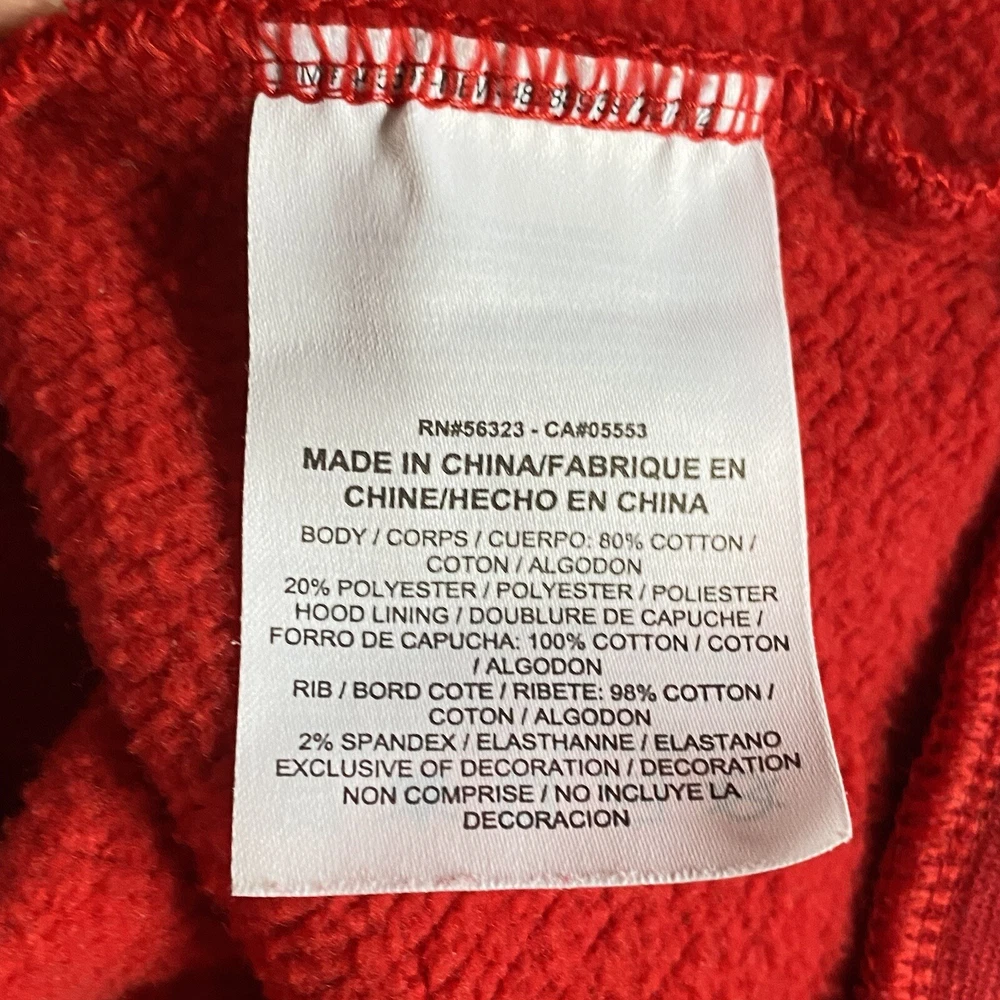 RN#56323 - CA#05553
MADE IN CHINA/FABRIQUE EN
CHINE/HECHO EN CHINA
BODY / CORPS / CUERPO: 80% COTTON /
COTON / ALGODON
20% POLYESTER / POLYESTER / POLIESTER
HOOD LINING / DOUBLURE DE CAPUCHE /
FORRO DE CAPUCHA: 100% COTTON / COTON
/ ALGODON
RIB / BORD COTE / RIBETE: 98% COTTON /
COTON / ALGODON
2% SPANDEX / ELASTHANNE / ELASTANO
EXCLUSIVE OF DECORATION / DECORATION
NON COMPRISE / NO INCLUYE LA
DECORACION